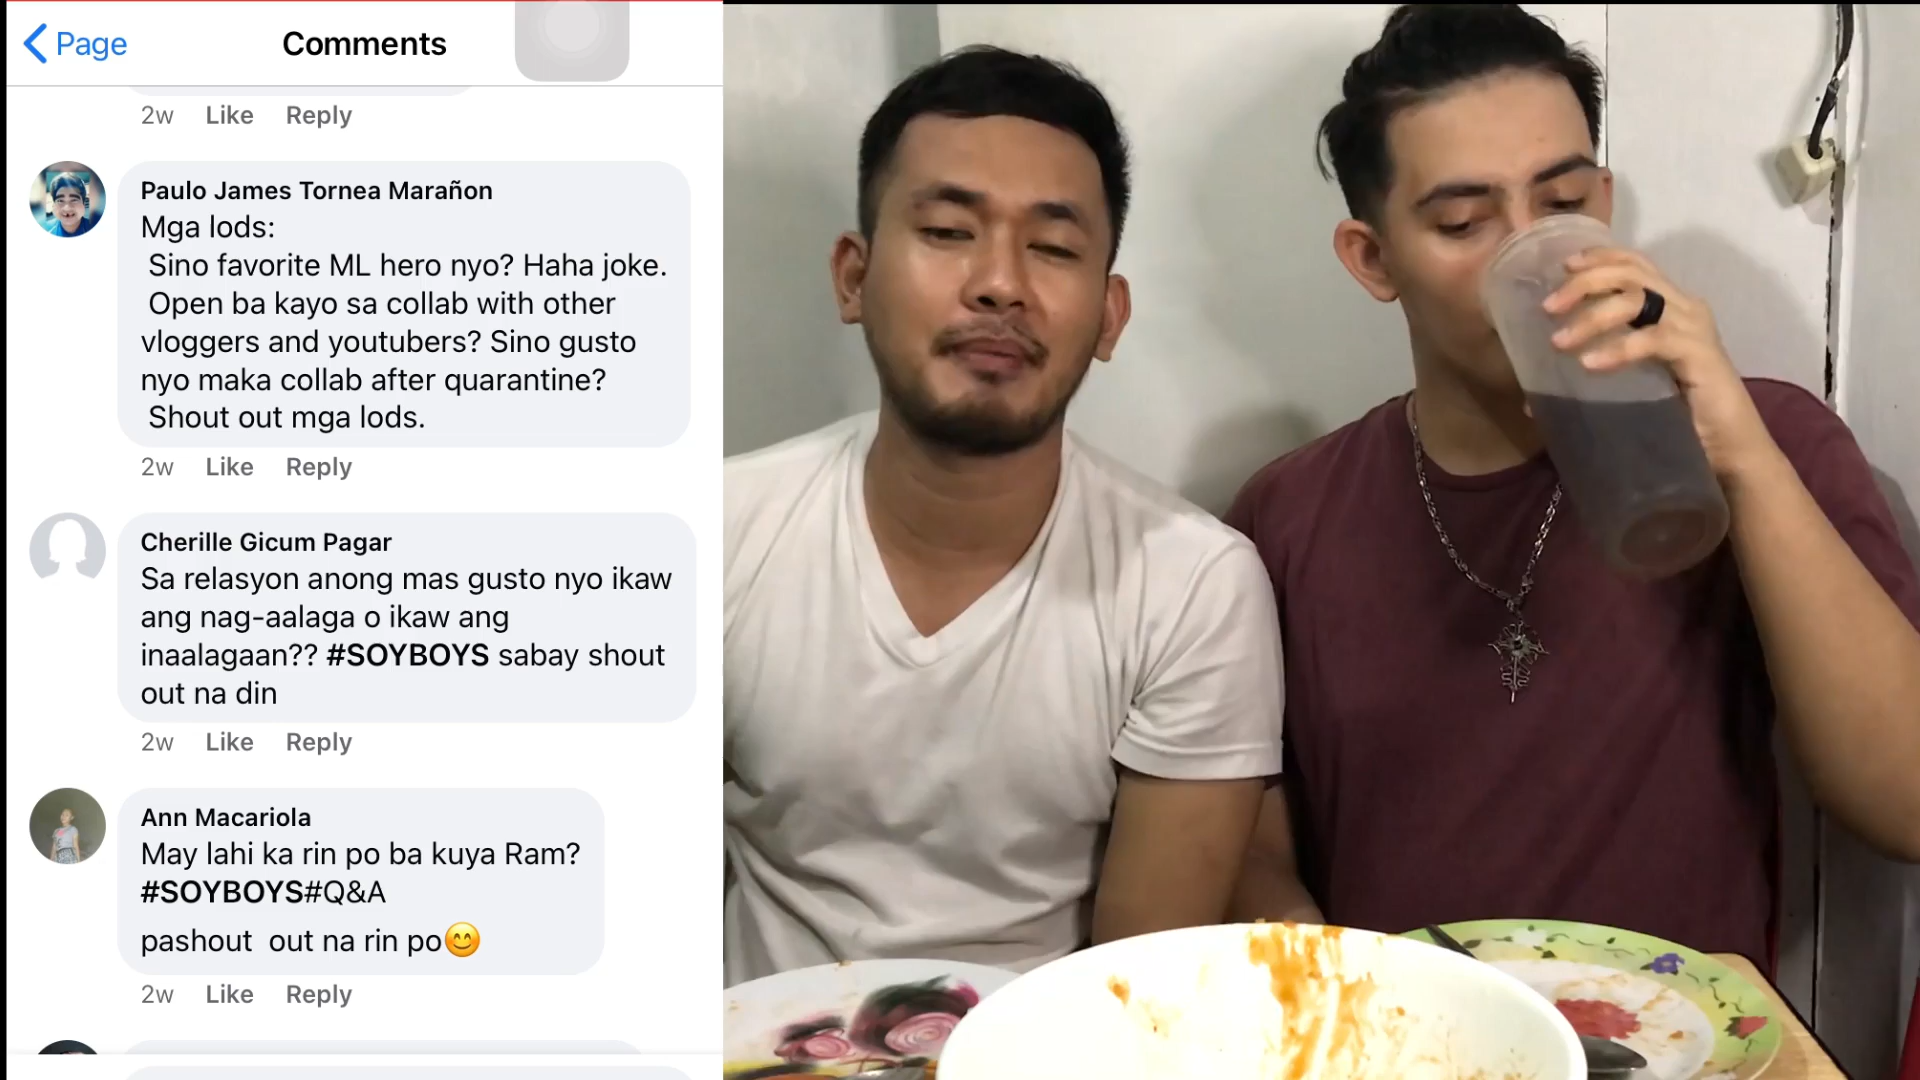 Page
Comments
2w Like Reply
Paulo James Tornea Marañon
Mga lods:
Sino favorite ML hero nyo? Haha joke.
Open ba kayo sa collab with other
vloggers and youtubers? Sino gusto
nyo maka collab after quarantine?
Shout out mga lods.
2w Like Reply
Cherille Gicum Pagar
Sa relasyon anong mas gusto nyo ikaw
ang nag-aalaga o ikaw ang
inaalagaan?? #SOYBOYS sabay shout
out na din
2w Like Reply
Ann Macariola
May lahi ka rin po ba kuya Ram?
#SOYBOYS#Q&A
pashout out na rin po😊
2w Like Reply